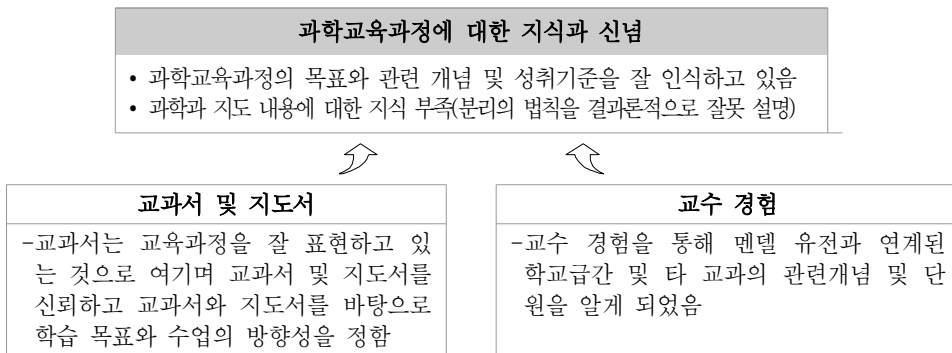 과학교육과정에 대한 지식과 신념
• 과학교육과정의 목표와 관련 개념 및 성취기준을 잘 인식하고 있음
• 과학과 지도 내용에 대한 지식 부족(분리의 법칙을 결과론적으로 잘못 설명)
교과서 및 지도서
-교과서는 교육과정을 잘 표현하고 있
는 것으로 여기며 교과서 및 지도서를
신뢰하고 교과서와 지도서를 바탕으로
학습 목표와 수업의 방향성을 정함
교수 경험
-교수 경험을 통해 멘델 유전과 연계된
학교급간 및 타 교과의 관련개념 및 단
원을 알게 되었음